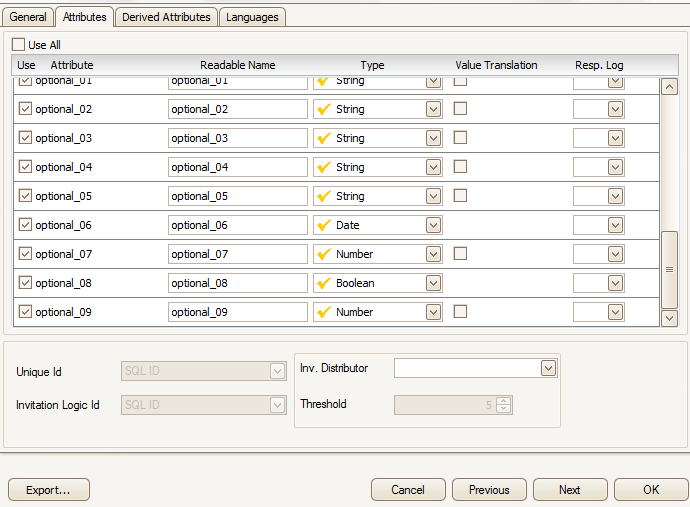 General Attributes Derived Attributes Languages
Use All
Use Attribute Readable Name Type Value Translation Resp. Log
optional_01 optional_01 String
optional_02 optional_02 String
optional_03 optional_03 String
optional_04 optional_04 String
optional_05 optional_05 String
optional_06 optional_06 Date
optional_07 optional_07 Number
optional_08 optional_08 Boolean
optional_09 optional_09 Number
Unique Id SQL ID Inv. Distributor
Invitation Logic Id SQL ID Threshold 5
Export... Cancel Previous Next OK